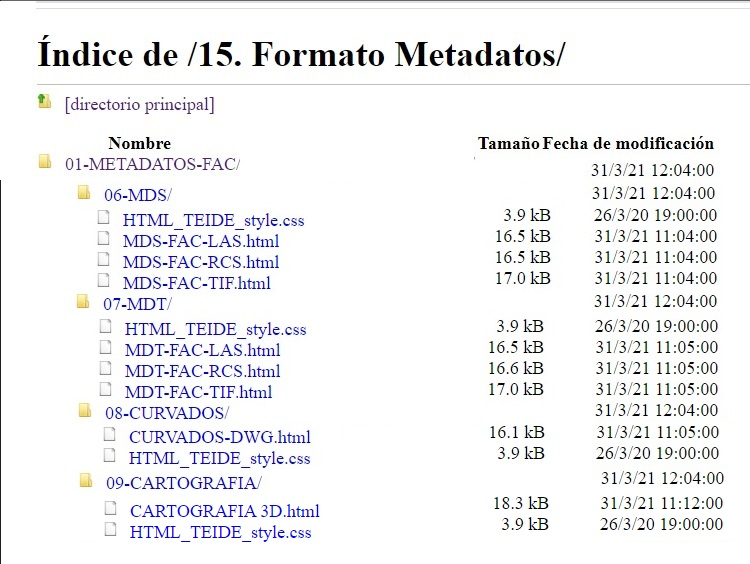 Índice de /15. Formato Metadatos/
[directorio principal]
Nombre Tamaño Fecha de modificación
01-METADATOS-FAC/ 31/3/21 12:04:00
06-MDS/ 31/3/21 12:04:00
HTML_TEIDE_style.css 3.9 kB 26/3/20 19:00:00
MDS-FAC-LAS.html 16.5 kB 31/3/21 11:04:00
MDS-FAC-RCS.html 16.5 kB 31/3/21 11:04:00
MDS-FAC-TIF.html 17.0 kB 31/3/21 11:04:00
07-MDT/ 31/3/21 12:04:00
HTML_TEIDE_style.css 3.9 kB 26/3/20 19:00:00
MDT-FAC-LAS.html 16.5 kB 31/3/21 11:05:00
MDT-FAC-RCS.html 16.6 kB 31/3/21 11:05:00
MDT-FAC-TIF.html 17.0 kB 31/3/21 11:05:00
08-CURVADOS/ 31/3/21 12:04:00
CURVADOS-DWG.html 16.1 kB 31/3/21 11:05:00
HTML_TEIDE_style.css 3.9 kB 26/3/20 19:00:00
09-CARTOGRAFIA/ 31/3/21 12:04:00
CARTOGRAFIA 3D.html 18.3 kB 31/3/21 11:12:00
HTML_TEIDE_style.css 3.9 kB 26/3/20 19:00:00